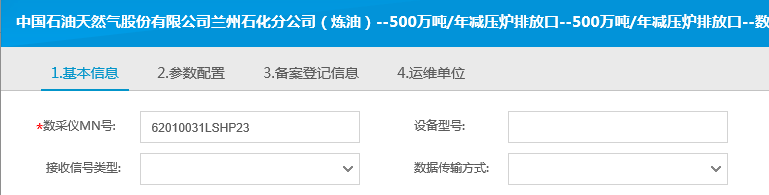 中国石油天然气股份有限公司兰州石化分公司（炼油）--500万吨/年减压炉排放口--500万吨/年减压炉排放口--数
1.基本信息 2.参数配置 3.备案登记信息 4.运维单位
*数采仪MN号: 62010031LSHP23 设备型号:
接收信号类型: 数据传输方式: